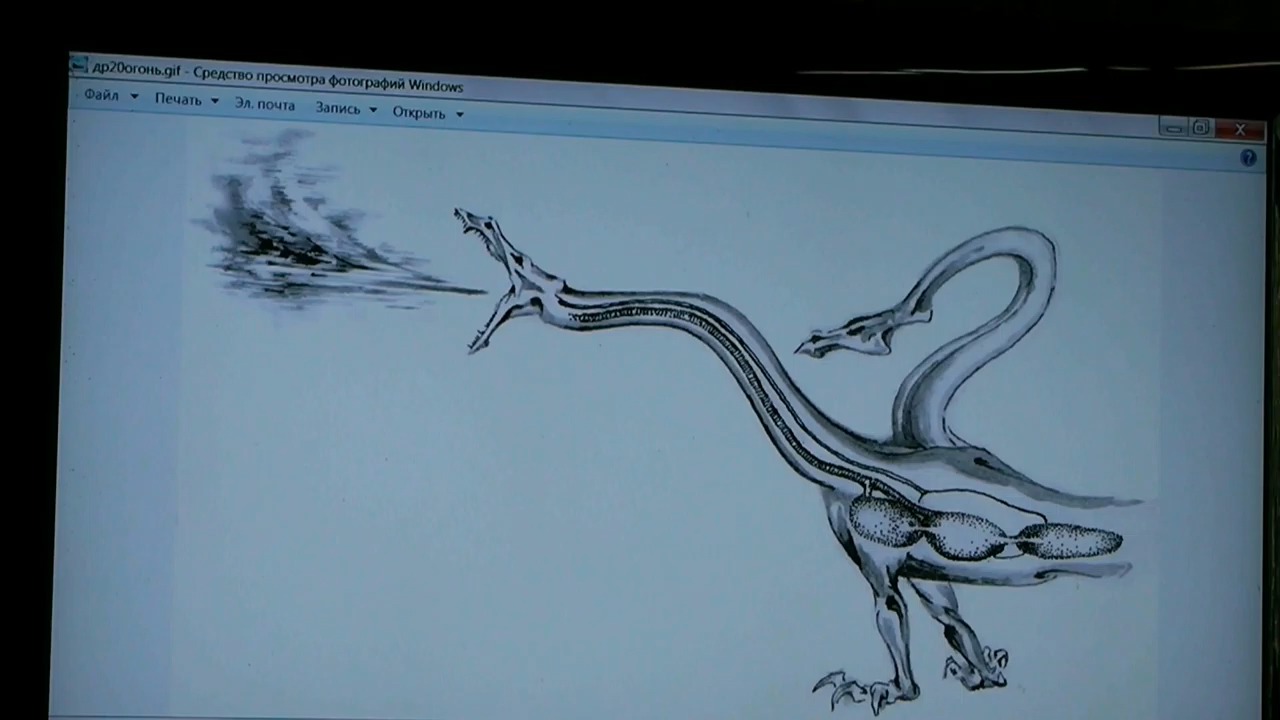 др20огонь.gif - Средство просмотра фотографий Windows
Файл Печать Эл. почта Запись Открыть